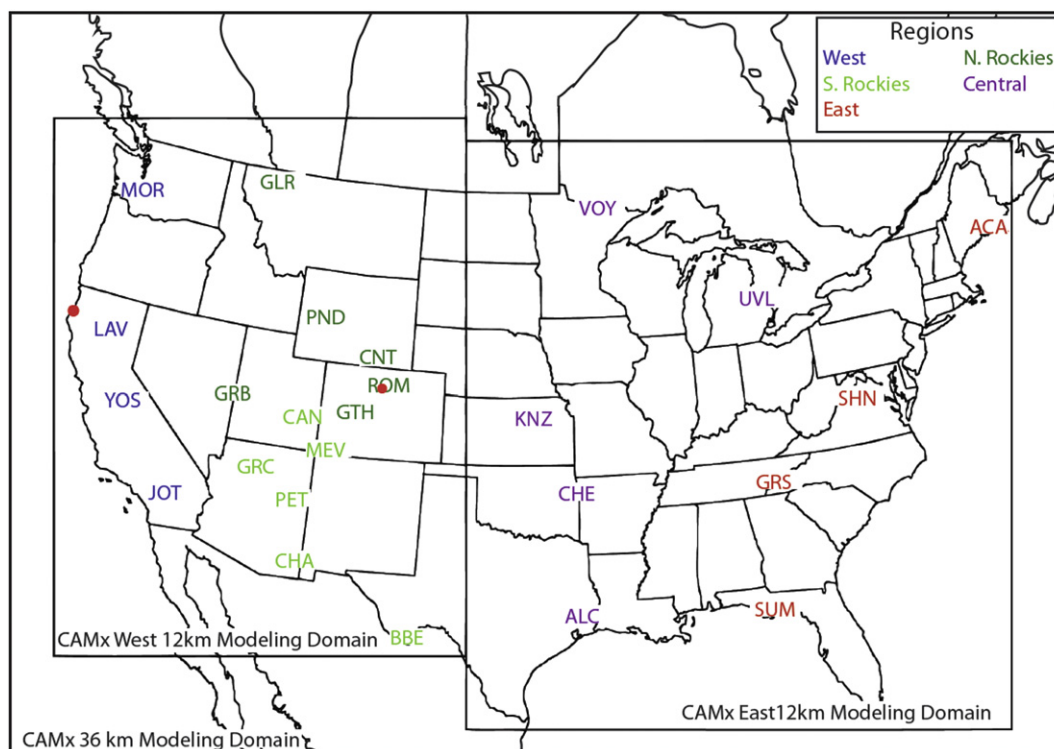 Regions
West N. Rockies
S. Rockies Central
East
MOR
GLR
VOY
ACA
UVL
LAV
PND
CNT
ROM
YOS
GRB
GTH
CAN
SHN
KNZ
MEV
GRC
GRS
JOT
PET
CHE
CHA
SUM
ALC
BBE
CAMx West 12km Modeling Domain
CAMx East12km Modeling Domain
CAMx 36 km Modeling Domain